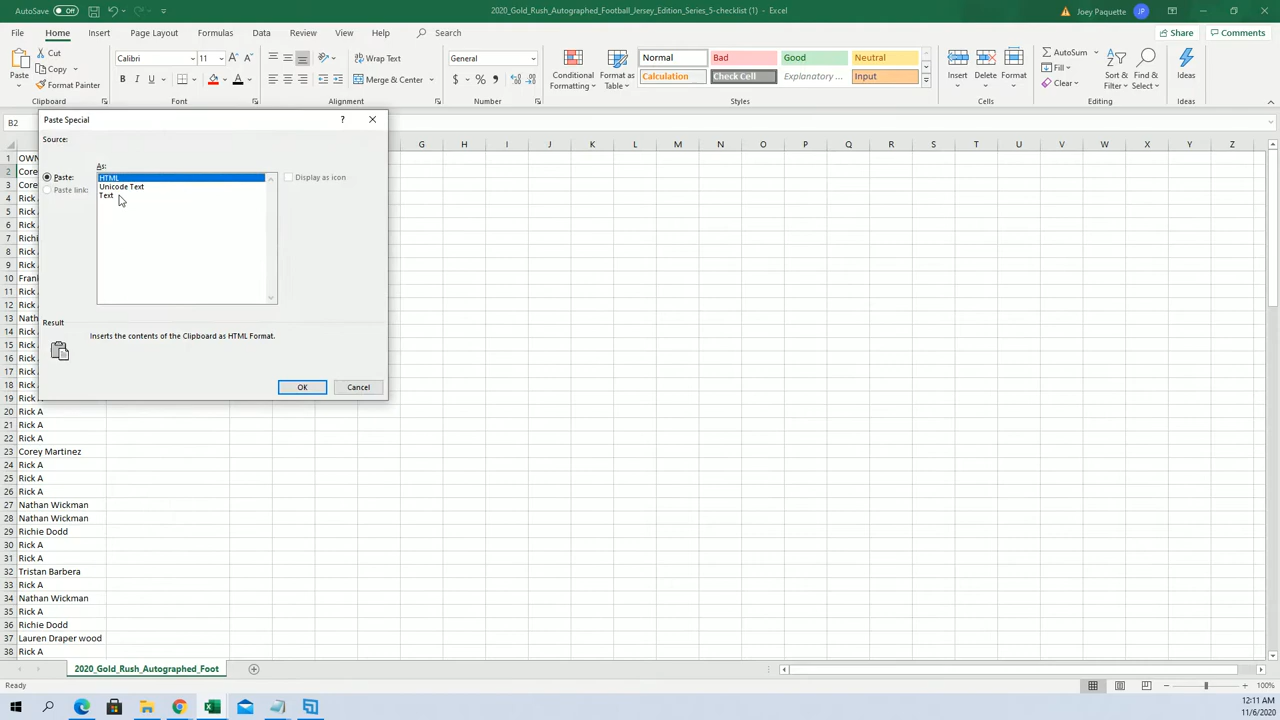 AutoSave Off 2020_Gold_Rush_Autographed_Football_Jersey_Edition_Series_5-checklist (1) - Excel Joey Paquette JP
File Home Insert Page Layout Formulas Data Review View Help Search Share Comments
Cut
Copy
Format Painter
Paste
Clipboard
Calibri 11
B I U
Font
Wrap Text
Merge & Center
Alignment
General
$ % 9
Number
Conditional Formatting
Format as Table
Normal Bad Good Neutral
Calculation Check Cell Explanatory ... Input
Styles
Insert Delete Format
Cells
AutoSum
Fill
Clear
Sort & Filter
Find & Select
Editing
Ideas
Ideas
B2
Paste Special ?
Source:
As:
Paste:
Paste link:
HTML
Unicode Text
Text
Display as icon
Result
Inserts the contents of the Clipboard as HTML Format.
OK Cancel
G H I J K L M N O P Q R S T U V W X Y Z
1 OWN
2 Core
3 Core
4 Rick A
5 Rick A
6 Rick A
7 Richi
8 Rick A
9 Rick A
10 Frank
11 Rick A
12 Rick A
13 Nath
14 Rick A
15 Rick A
16 Rick A
17 Rick A
18 Rick A
19 Rick A
20 Rick A
21 Rick A
22 Rick A
23 Corey Martinez
24 Rick A
25 Rick A
26 Rick A
27 Nathan Wickman
28 Nathan Wickman
29 Richie Dodd
30 Rick A
31 Rick A
32 Tristan Barbera
33 Rick A
34 Nathan Wickman
35 Rick A
36 Richie Dodd
37 Lauren Draper wood
38 Rick A
2020_Gold_Rush_Autographed_Foot
Ready 100%
12:11 AM
11/6/2020